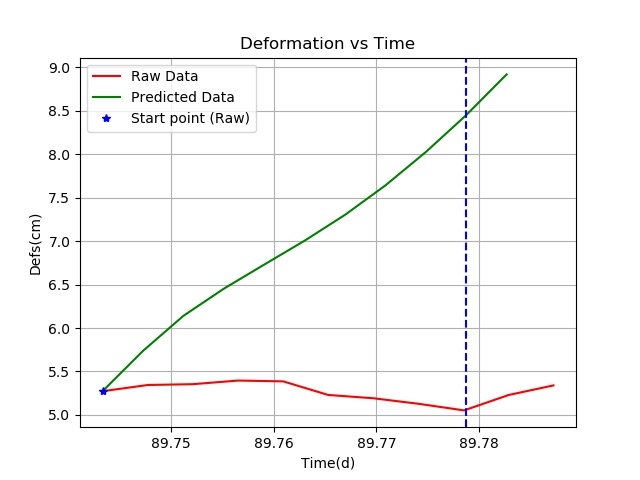 Deformation vs Time
Raw Data
Predicted Data
Start point (Raw)
9.0
8.5
8.0
7.5
7.0
6.5
6.0
5.5
5.0
Defs(cm)
89.75 89.76 89.77 89.78
Time(d)